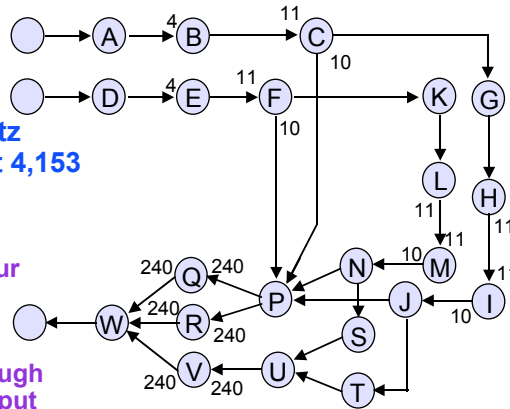 4 11
A B C
10
4 11
D E F K G
10
tz
: 4,153
L H
11 11 11
ur
240 240 10 11
Q N M
P J I
10
240
W R
240
S
ugh
240 V 240 U T
put